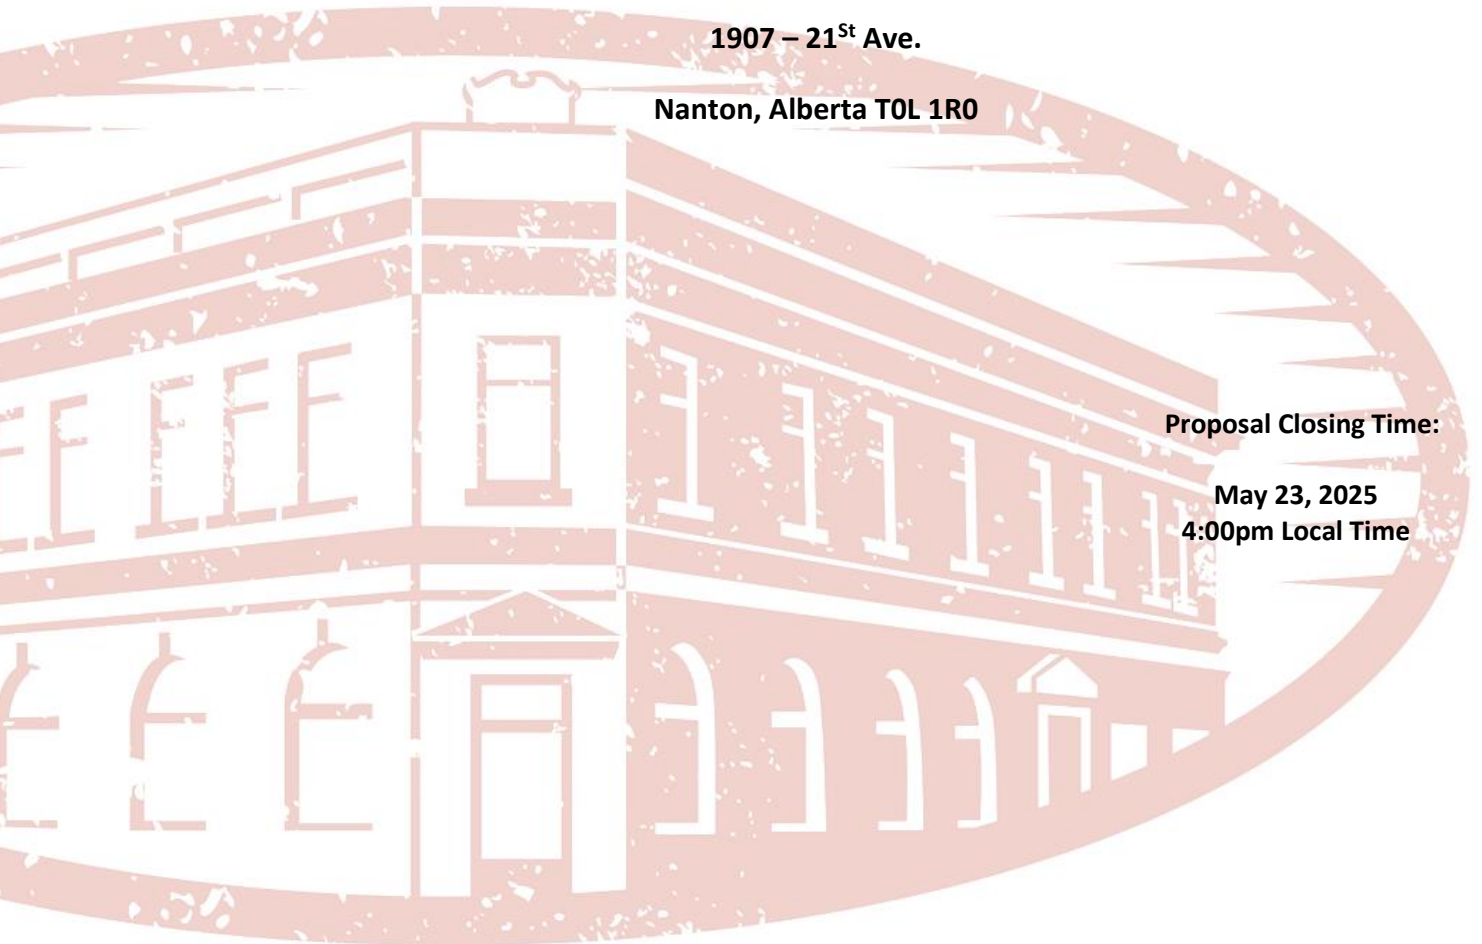 1907 – 21St Ave.
Nanton, Alberta T0L 1R0
Proposal Closing Time:
May 23, 2025
4:00pm Local Time